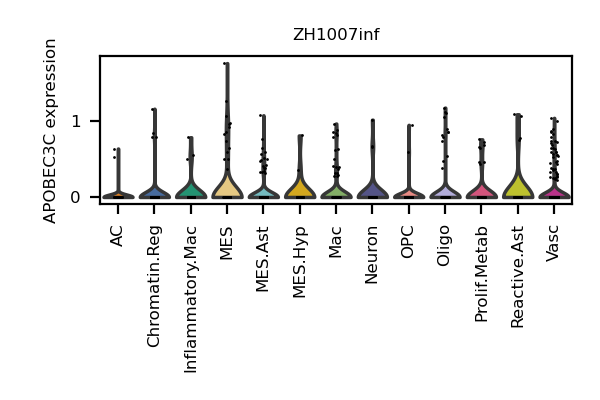 ZH1007inf
APOBEC3C expression
1
0
AC
Chromatin.Reg
Inflammatory.Mac
MES
MES.Ast
MES.Hyp
Mac
Neuron
OPC
Oligo
Prolif.Metab
Reactive.Ast
Vasc